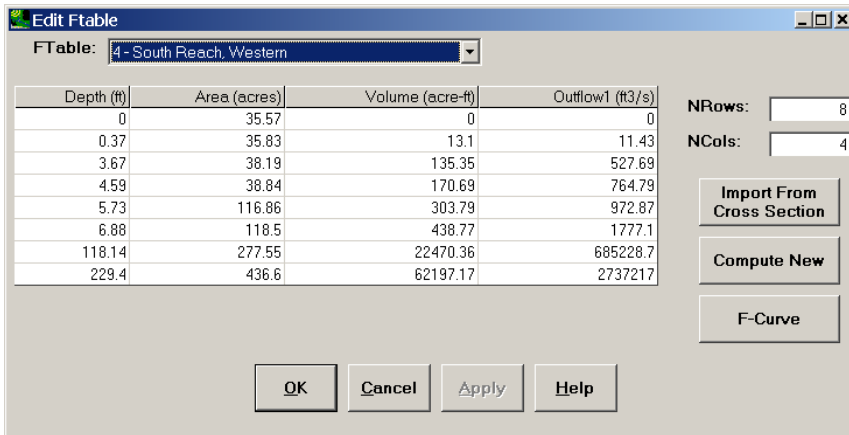 Edit Ftable
FTable: 4 - South Reach, Western
Depth (ft) Area (acres) Volume (acre-ft) Outflow1 (ft3/s)
0 35.57 0 0
0.37 35.83 13.1 11.43
3.67 38.19 135.35 527.69
4.59 38.84 170.69 764.79
5.73 116.86 303.79 972.87
6.88 118.5 438.77 1777.1
118.14 277.55 22470.36 685228.7
229.4 436.6 62197.17 2737217
NRows: 8
NCols: 4
Import From
Cross Section
Compute New
F-Curve
OK Cancel Apply Help